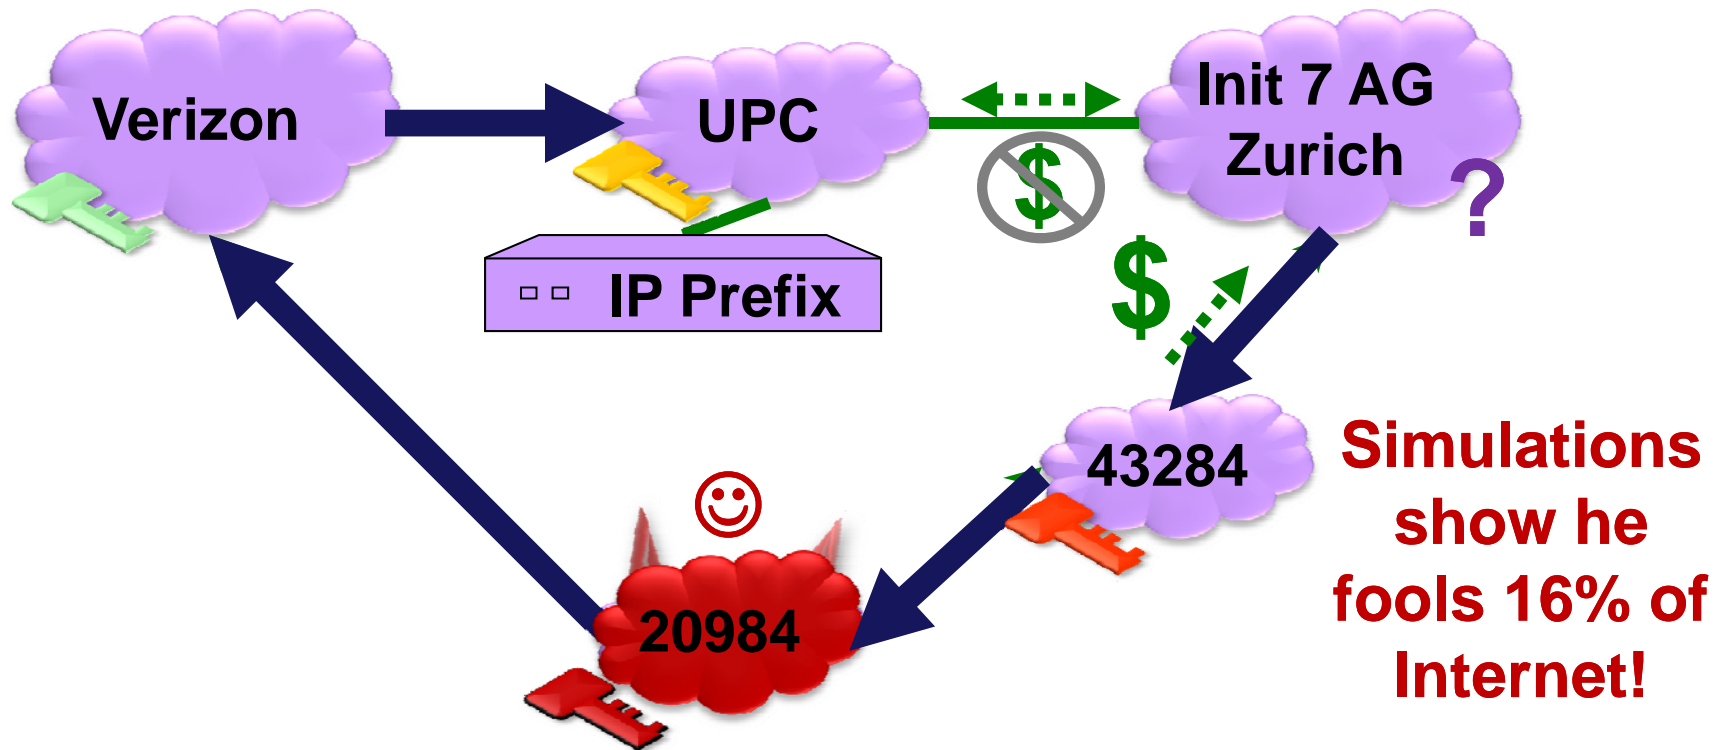 Verizon
UPC
Init 7 AG
Zurich
$
?
$
IP Prefix
43284
20984
Simulations
show he
fools 16% of
Internet!